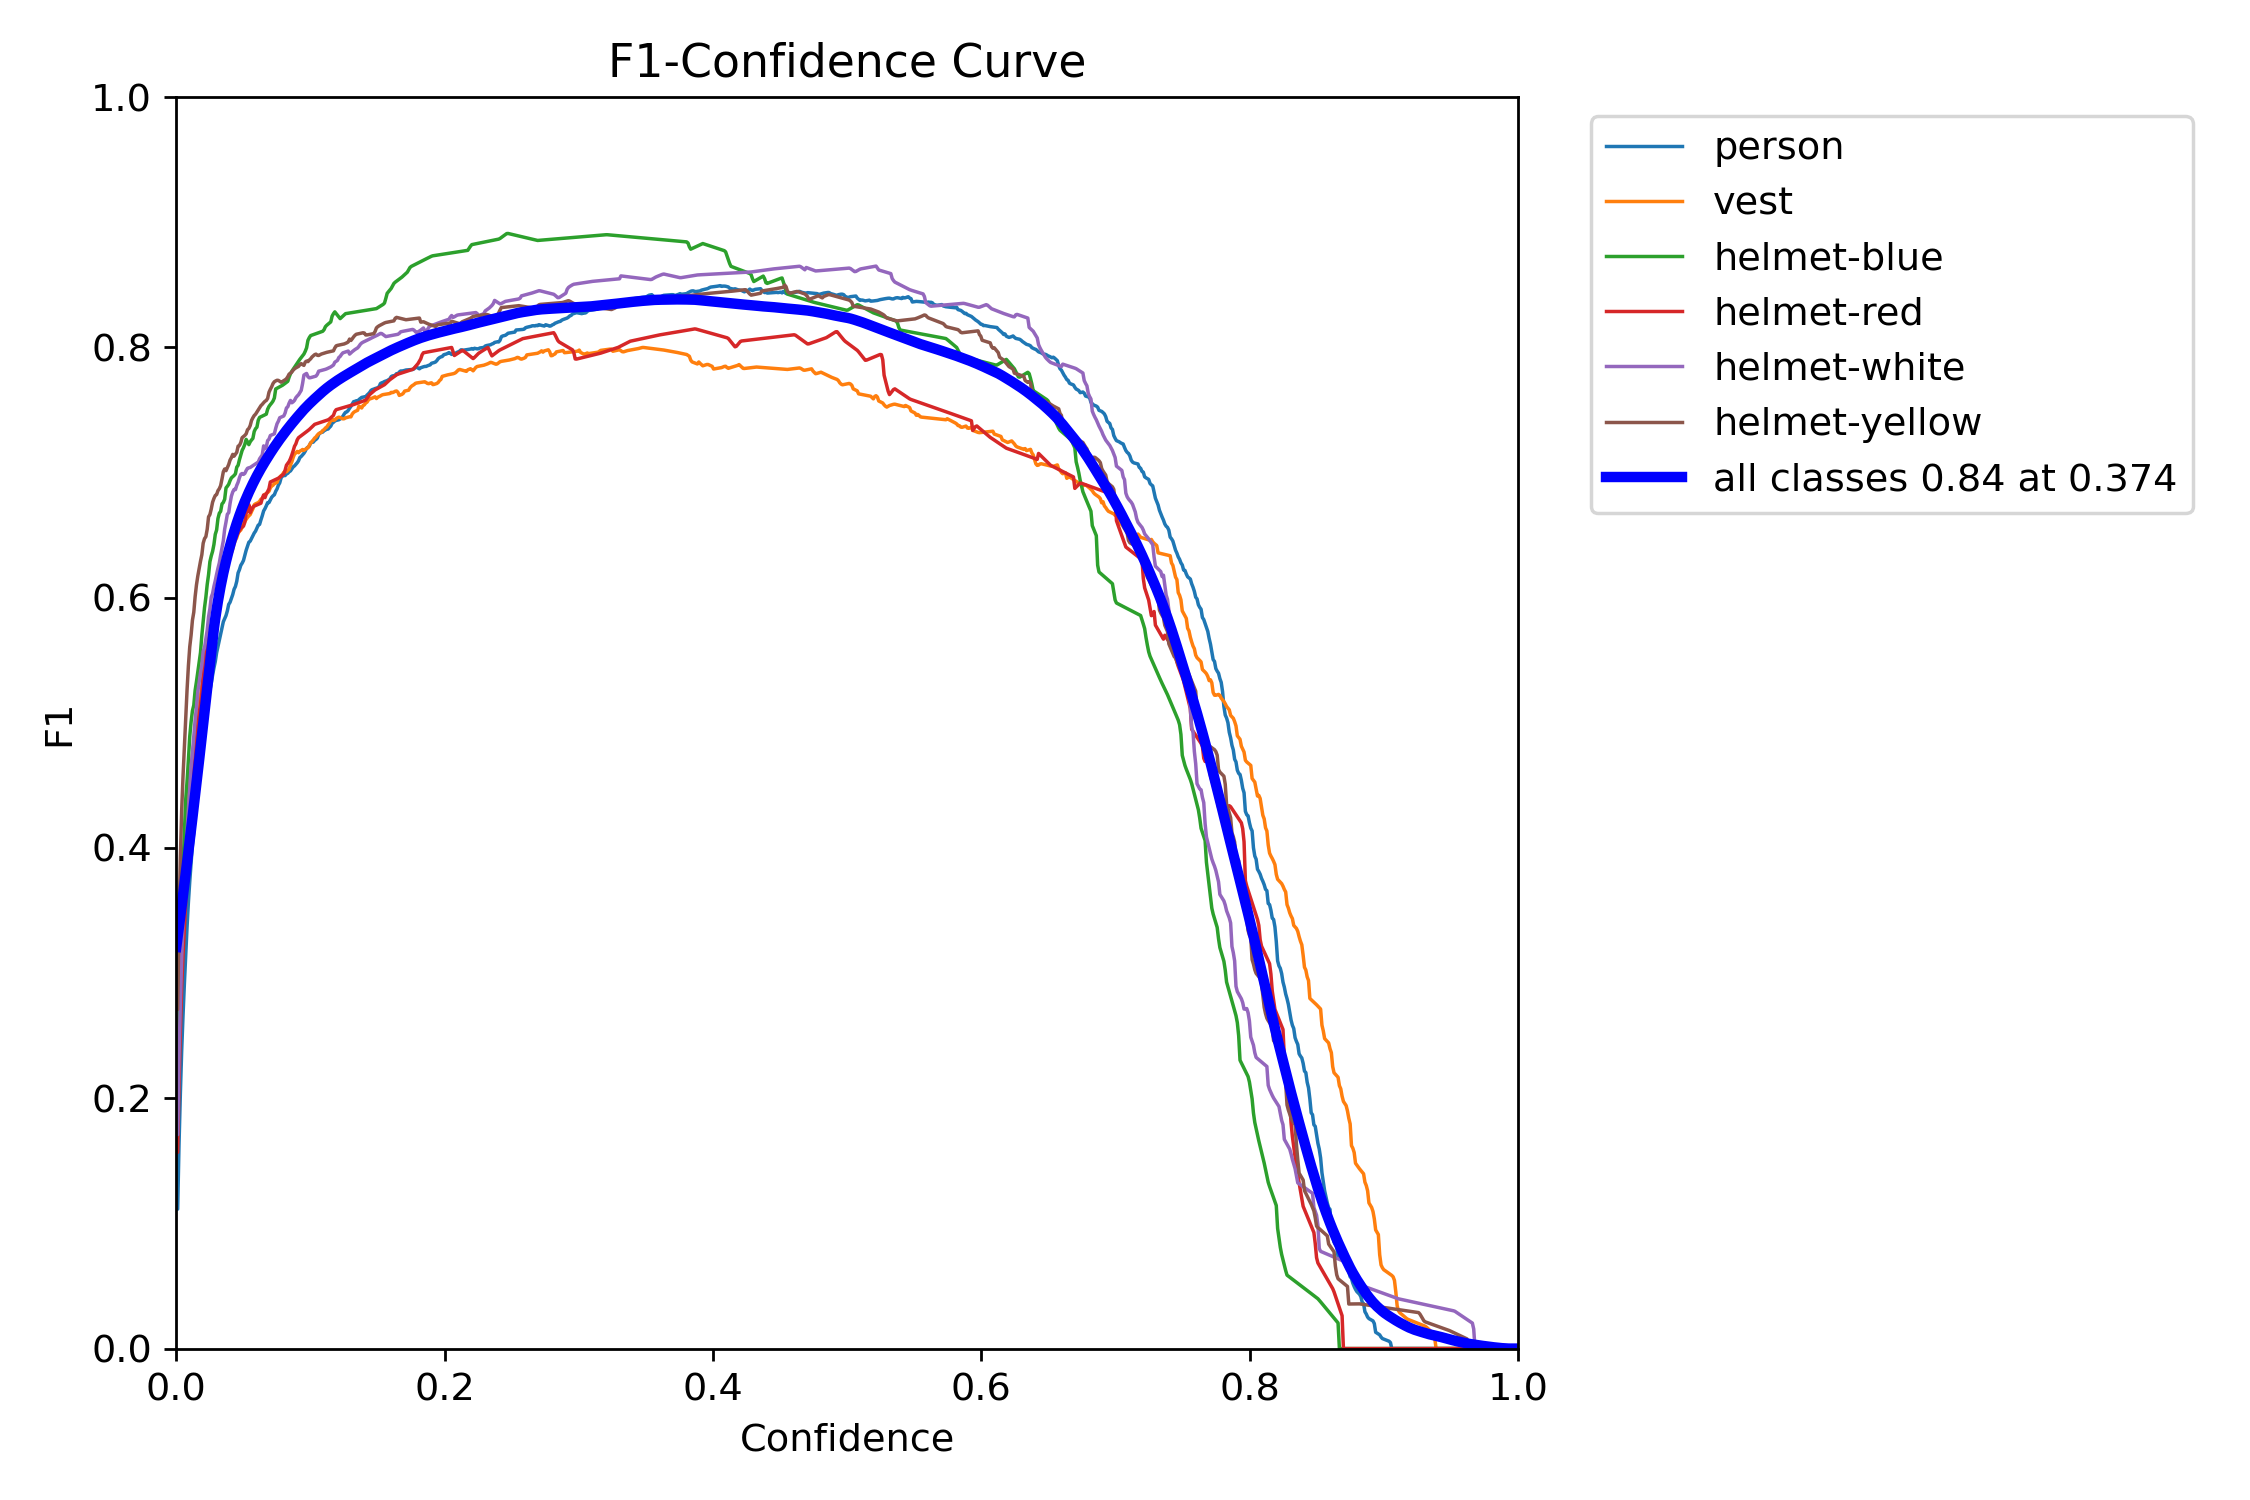 F1-Confidence Curve
1.0
0.8
0.6
0.4
0.2
0.0
F1
0.0 0.2 0.4 0.6 0.8 1.0
Confidence
person
vest
helmet-blue
helmet-red
helmet-white
helmet-yellow
all classes 0.84 at 0.374